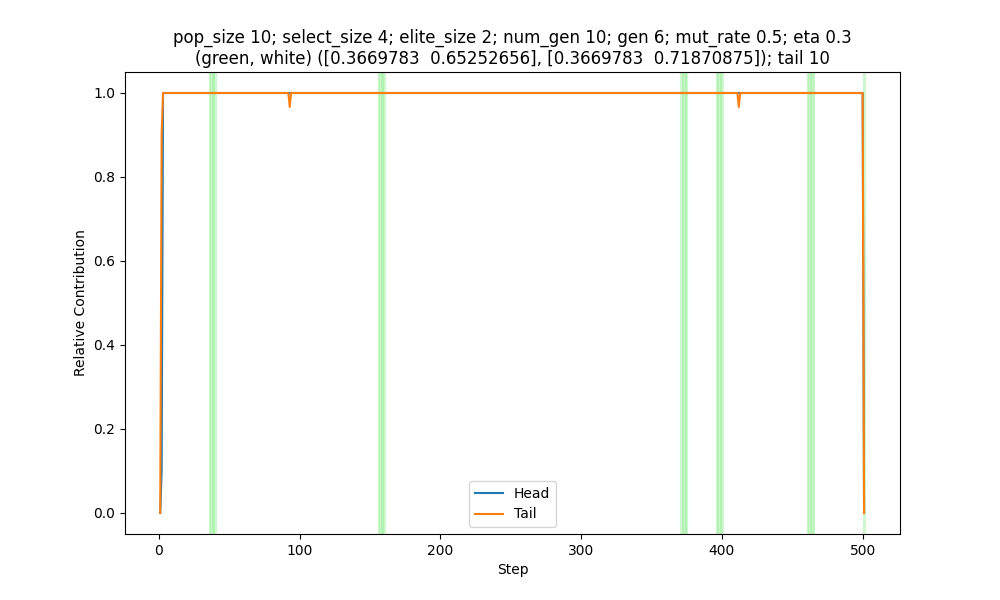 pop_size 10; select_size 4; elite_size 2; num_gen 10; gen 6; mut_rate 0.5; eta 0.3
(green, white) ([0.3669783  0.65252656], [0.3669783  0.71870875]); tail 10
1.0
0.8
0.6
0.4
0.2
0.0
Relative Contribution
Head
Tail
0
100
200
300
400
500
Step